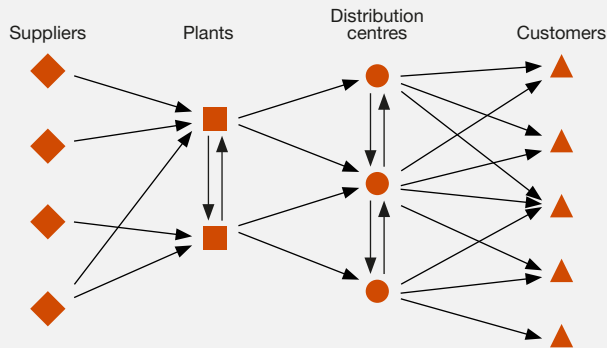 Suppliers
Plants
Distribution
centres
Customers